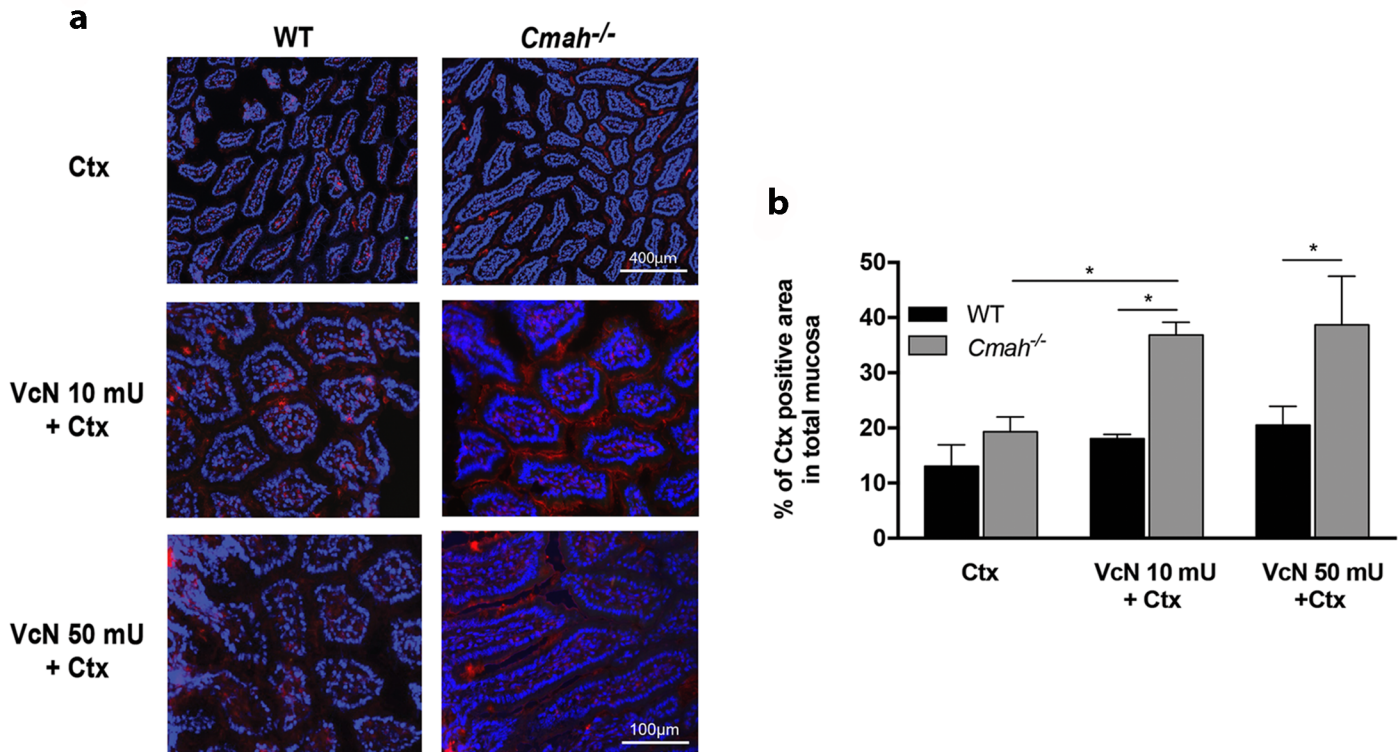 a
WT
Cmah-/-
Ctx
400µm
VcN 10 mU
+ Ctx
VcN 50 mU
+ Ctx
100µm
b
% of Ctx positive area
in total mucosa
50
40
30
20
10
0
*
*
*
WT
Cmah-/-
Ctx
VcN 10 mU
+ Ctx
VcN 50 mU
+Ctx